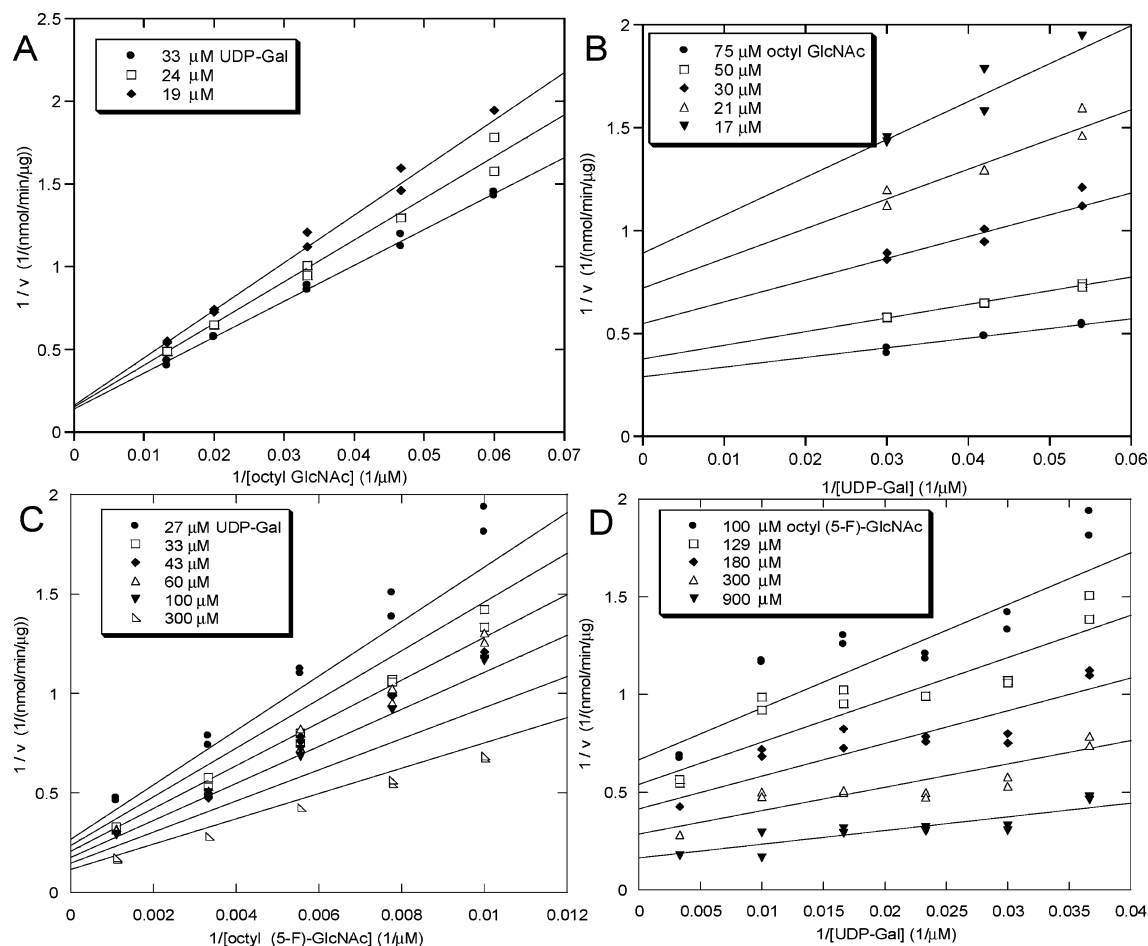 A
33 μM UDP-Gal
24 μM
19 μM
2.5
2
1.5
1
0.5
0
1 / v (1/(nmol/min/μg))
0 0.01 0.02 0.03 0.04 0.05 0.06 0.07
1/[octyl GlcNAc] (1/μM)
B
75 μM octyl GlcNAc
50 μM
30 μM
21 μM
17 μM
2
1.5
1
0.5
0
1 / v (1/(nmol/min/μg))
0 0.01 0.02 0.03 0.04 0.05 0.06
1/[UDP-Gal] (1/μM)
C
27 μM UDP-Gal
33 μM
43 μM
60 μM
100 μM
300 μM
2
1.5
1
0.5
0
1 / v (1/(nmol/min/μg))
0 0.002 0.004 0.006 0.008 0.01 0.012
1/[octyl (5-F)-GlcNAc] (1/μM)
D
100 μM octyl (5-F)-GlcNAc
129 μM
180 μM
300 μM
900 μM
2
1.5
1
0.5
0
1 / v (1/(nmol/min/μg))
0 0.005 0.01 0.015 0.02 0.025 0.03 0.035 0.04
1/[UDP-Gal] (1/μM)